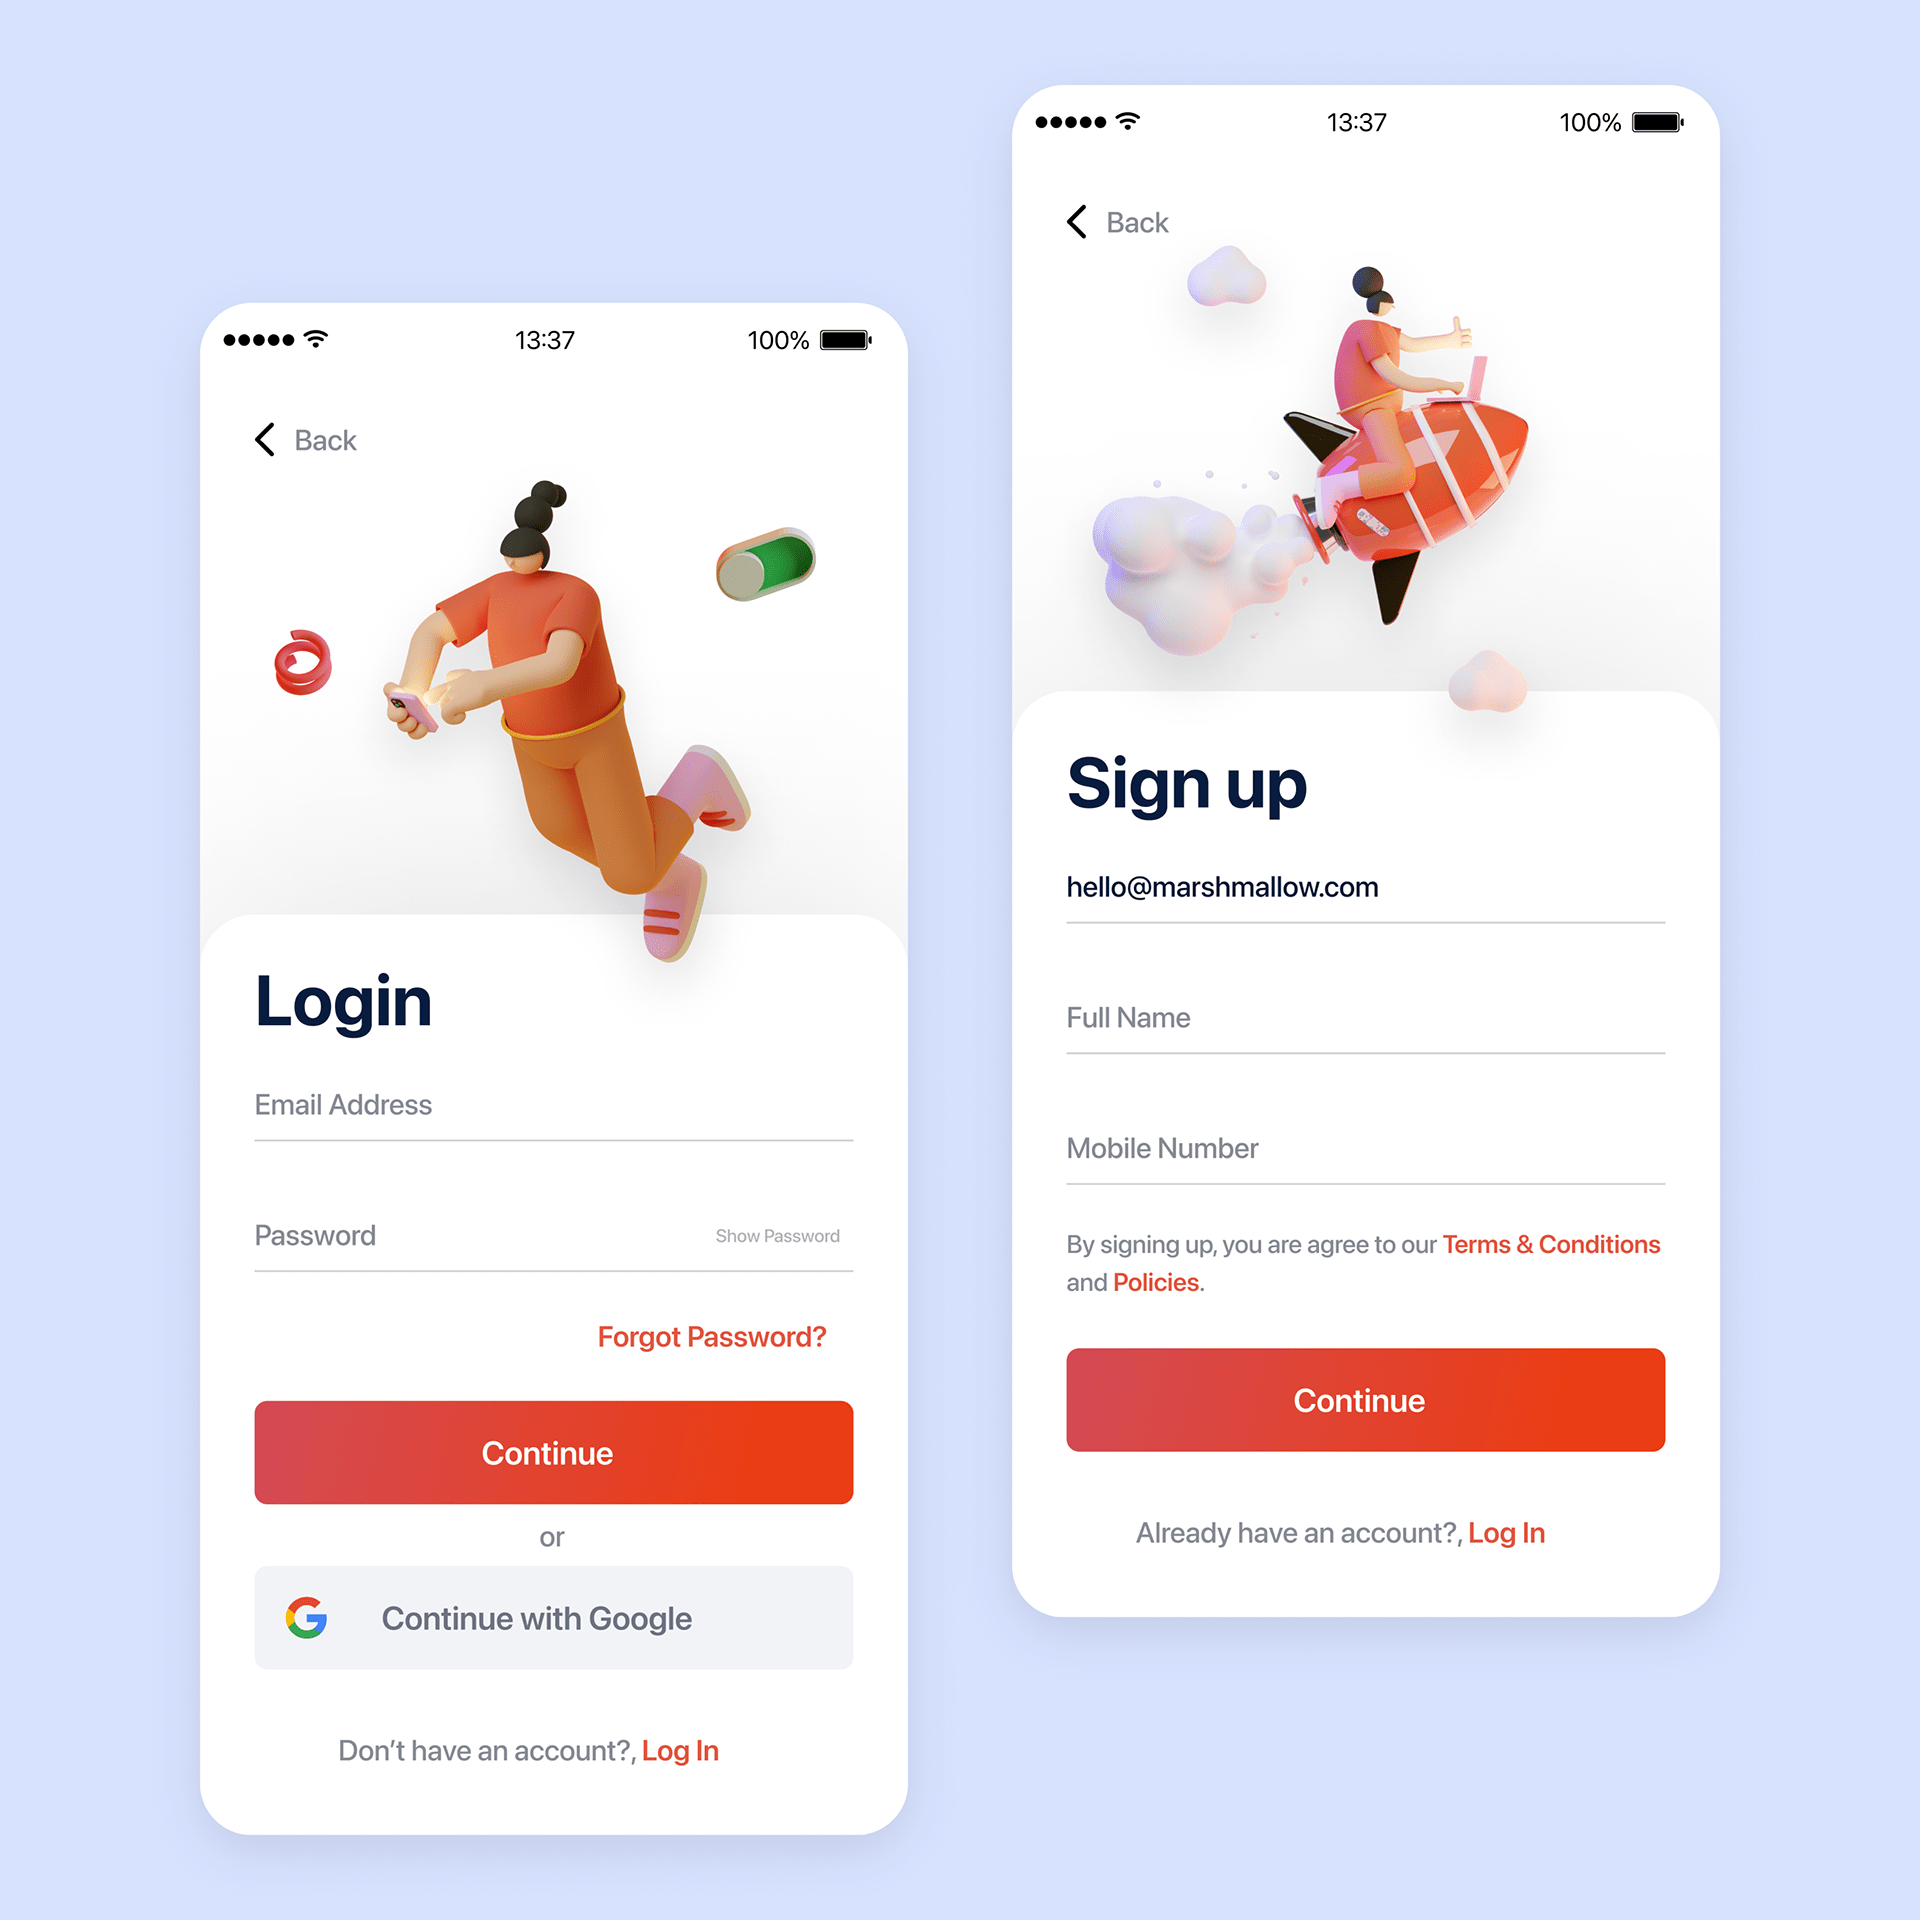 13:37
100%
Back
Login
Email Address
Password
Show Password
Forgot Password?
Continue
or
Continue with Google
Don’t have an account?, Log In
13:37
100%
Back
Sign up
hello@marshmallow.com
Full Name
Mobile Number
By signing up, you are agree to our Terms & Conditions
and Policies.
Continue
Already have an account?, Log In